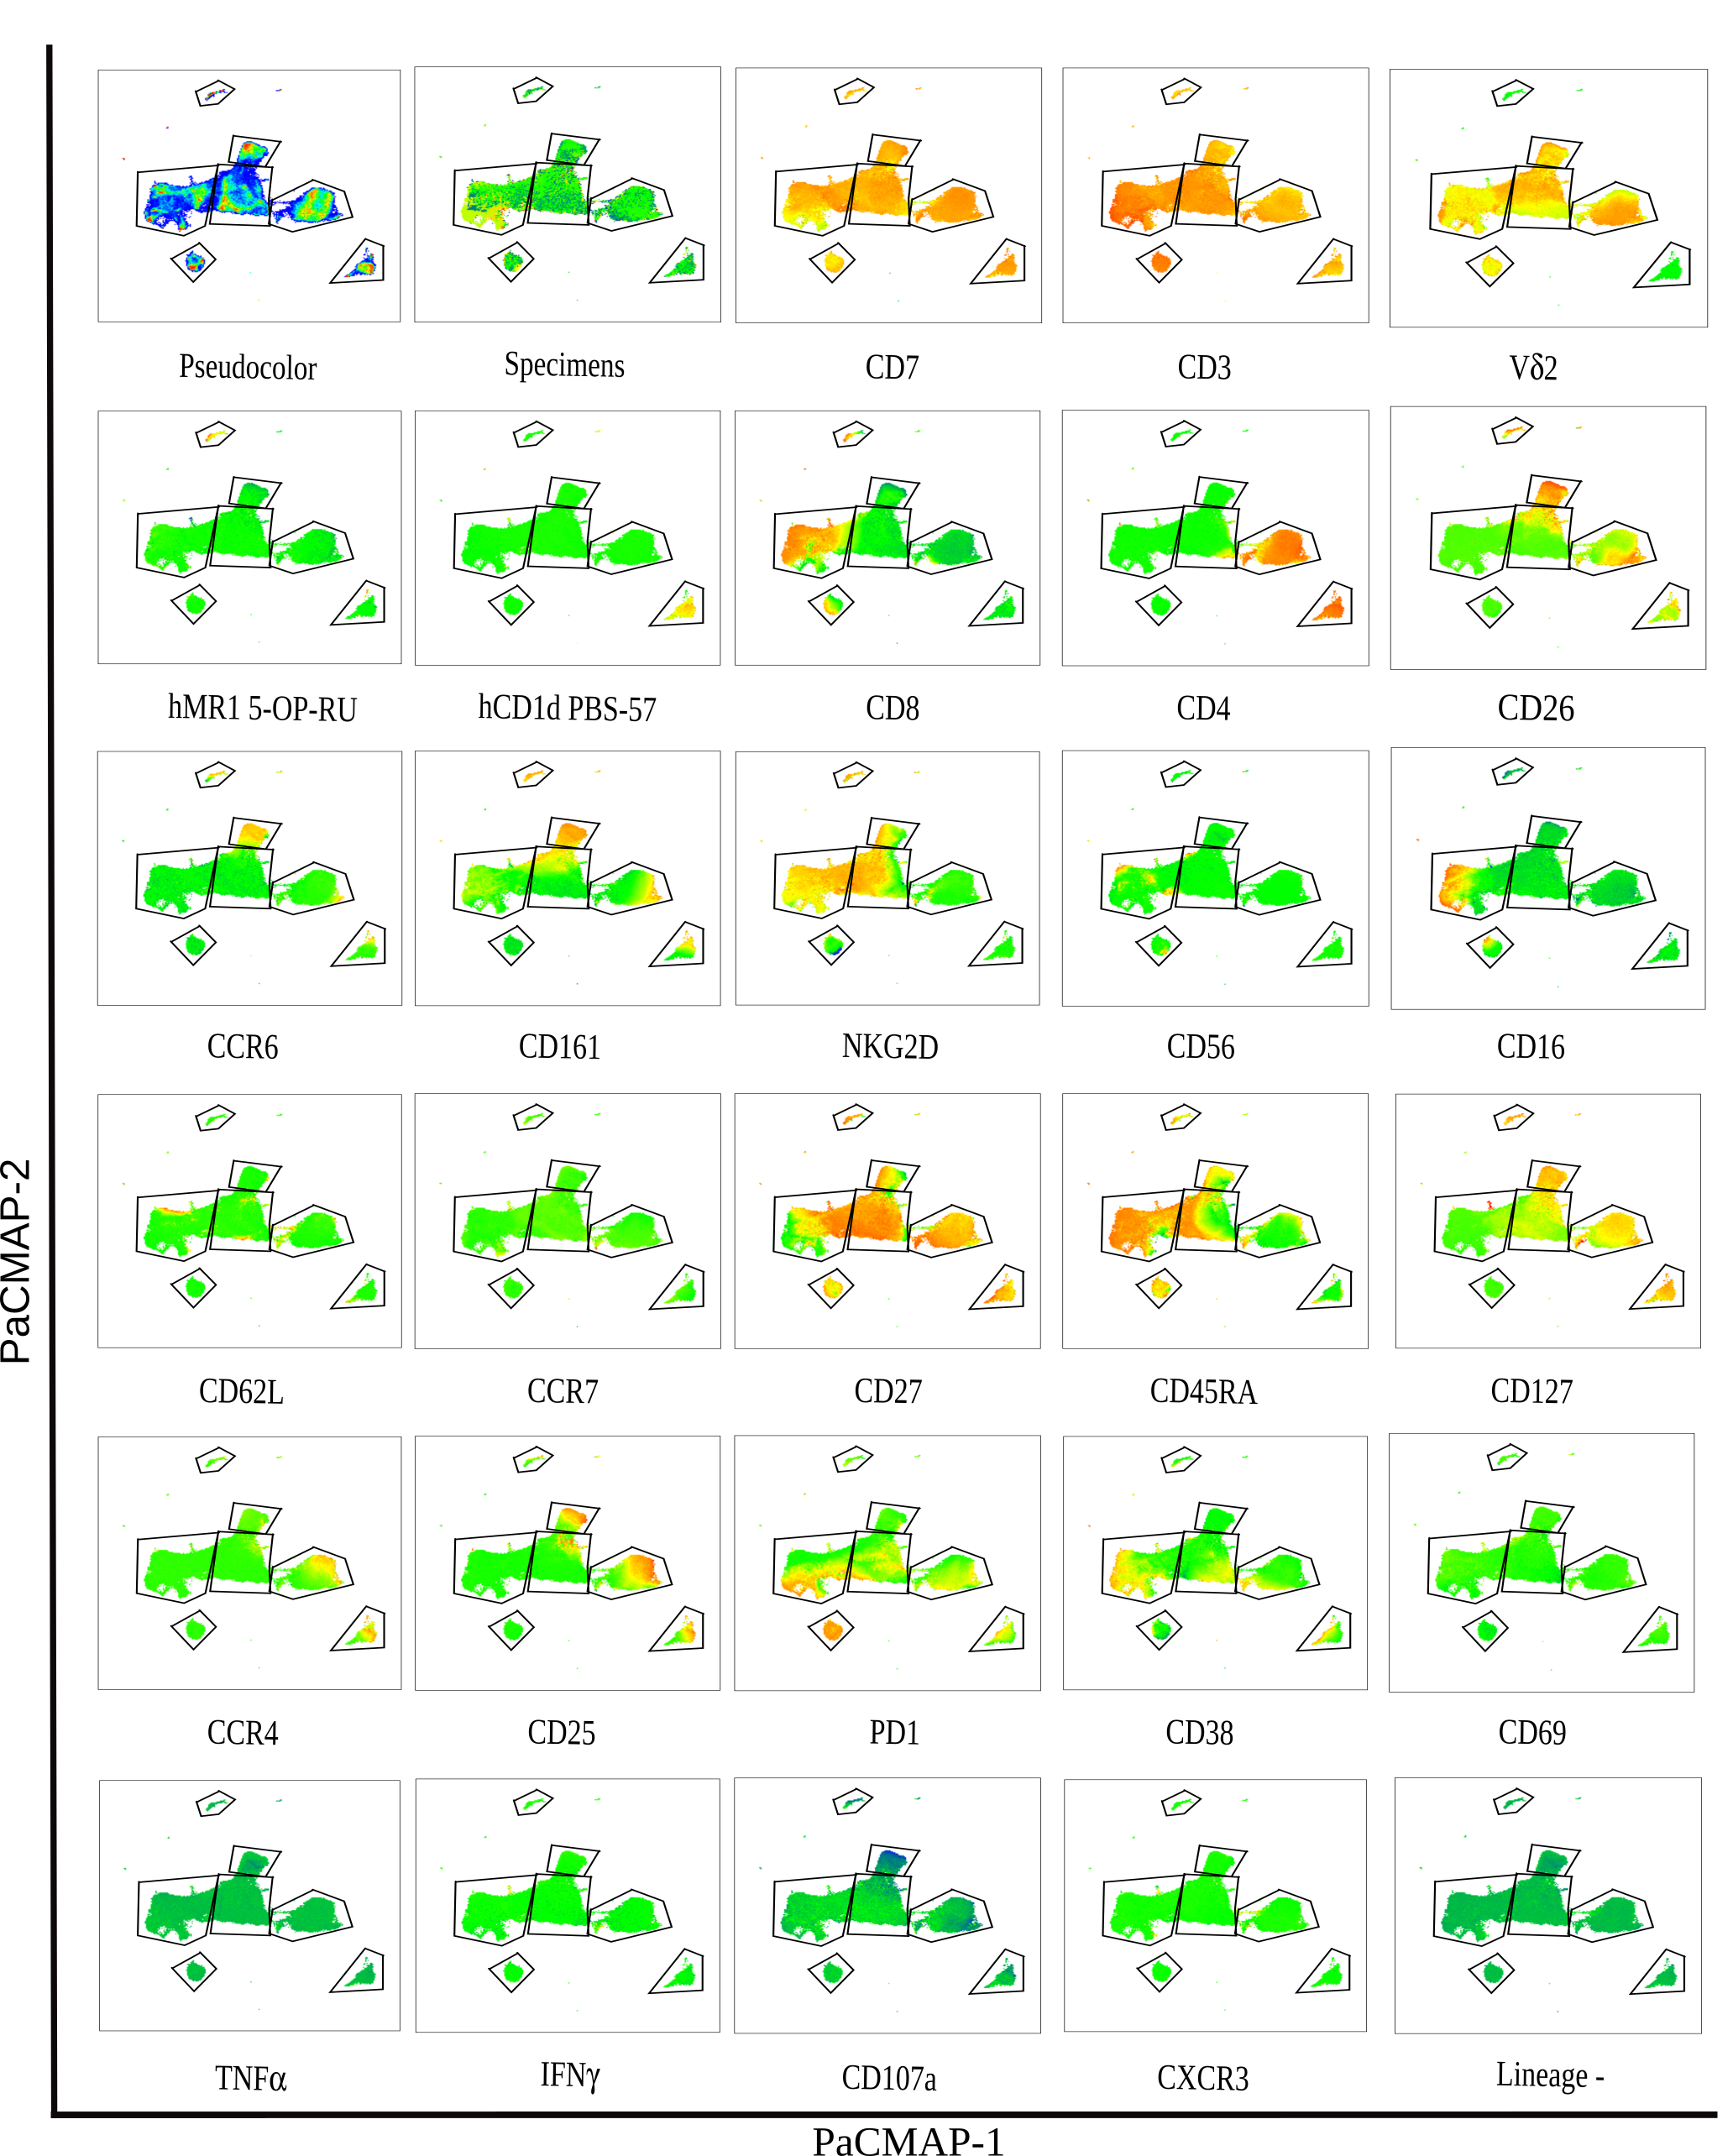 Pseudocolor
Specimens
CD7
CD3
Vδ2
hMR1 5-OP-RU
hCD1d PBS-57
CD8
CD4
CD26
CCR6
CD161
NKG2D
CD56
CD16
CD62L
CCR7
CD27
CD45RA
CD127
CCR4
CD25
PD1
CD38
CD69
TNFα
IFNγ
CD107a
CXCR3
Lineage -
PaCMAP-2
PaCMAP-1